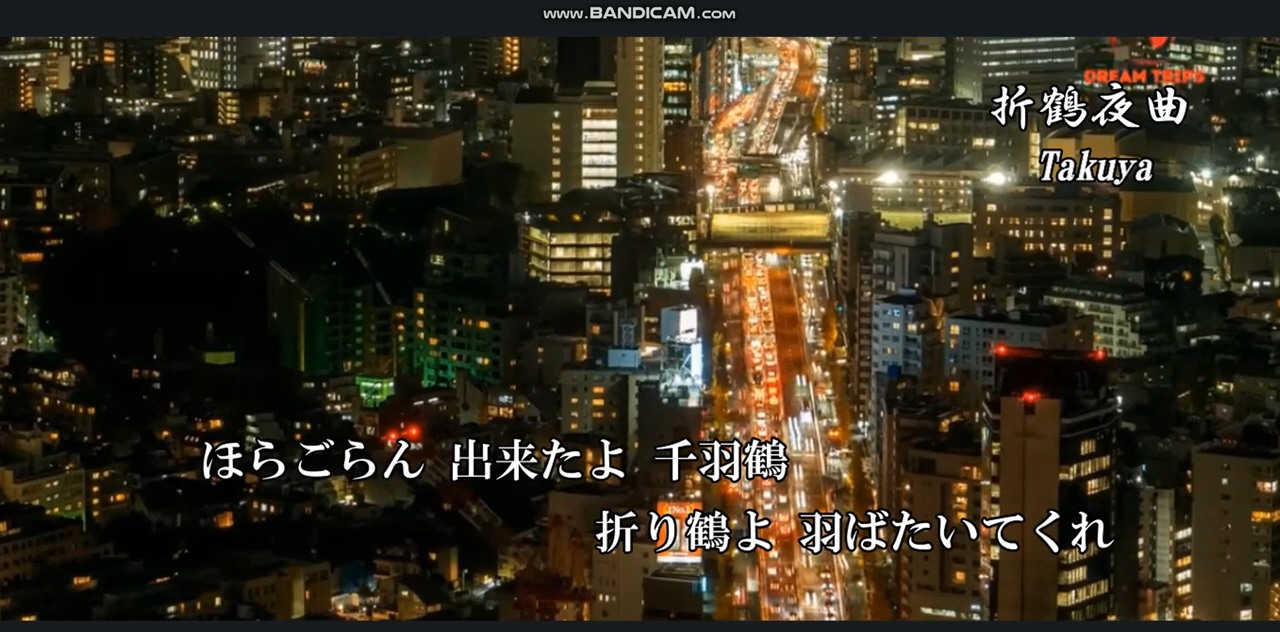 www.BANDICAM.com
DREAM TRIPS
折鶴夜曲
Takuya
ほらごらん 出来たよ 千羽鶴
折り鶴よ 羽ばたいてくれ